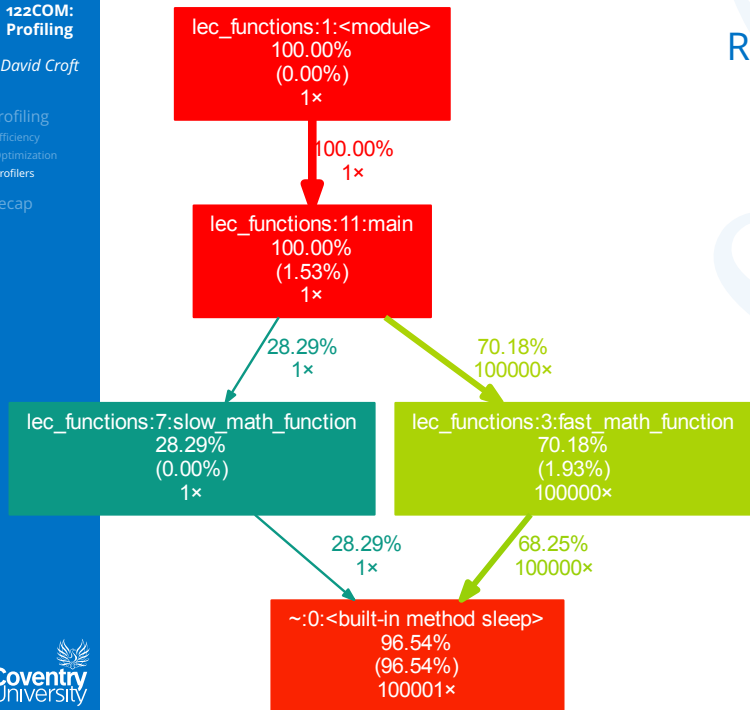 122COM:
Profiling
David Croft
rofiling
fficiency
ptimization
rofilers
ecap
Coventry
University
R
lec_functions:1:<module>
100.00%
(0.00%)
1×
100.00%
1×
lec_functions:11:main
100.00%
(1.53%)
1×
28.29%
1×
70.18%
100000×
lec_functions:7:slow_math_function
28.29%
(0.00%)
1×
lec_functions:3:fast_math_function
70.18%
(1.93%)
100000×
28.29%
1×
68.25%
100000×
~:0:<built-in method sleep>
96.54%
(96.54%)
100001×